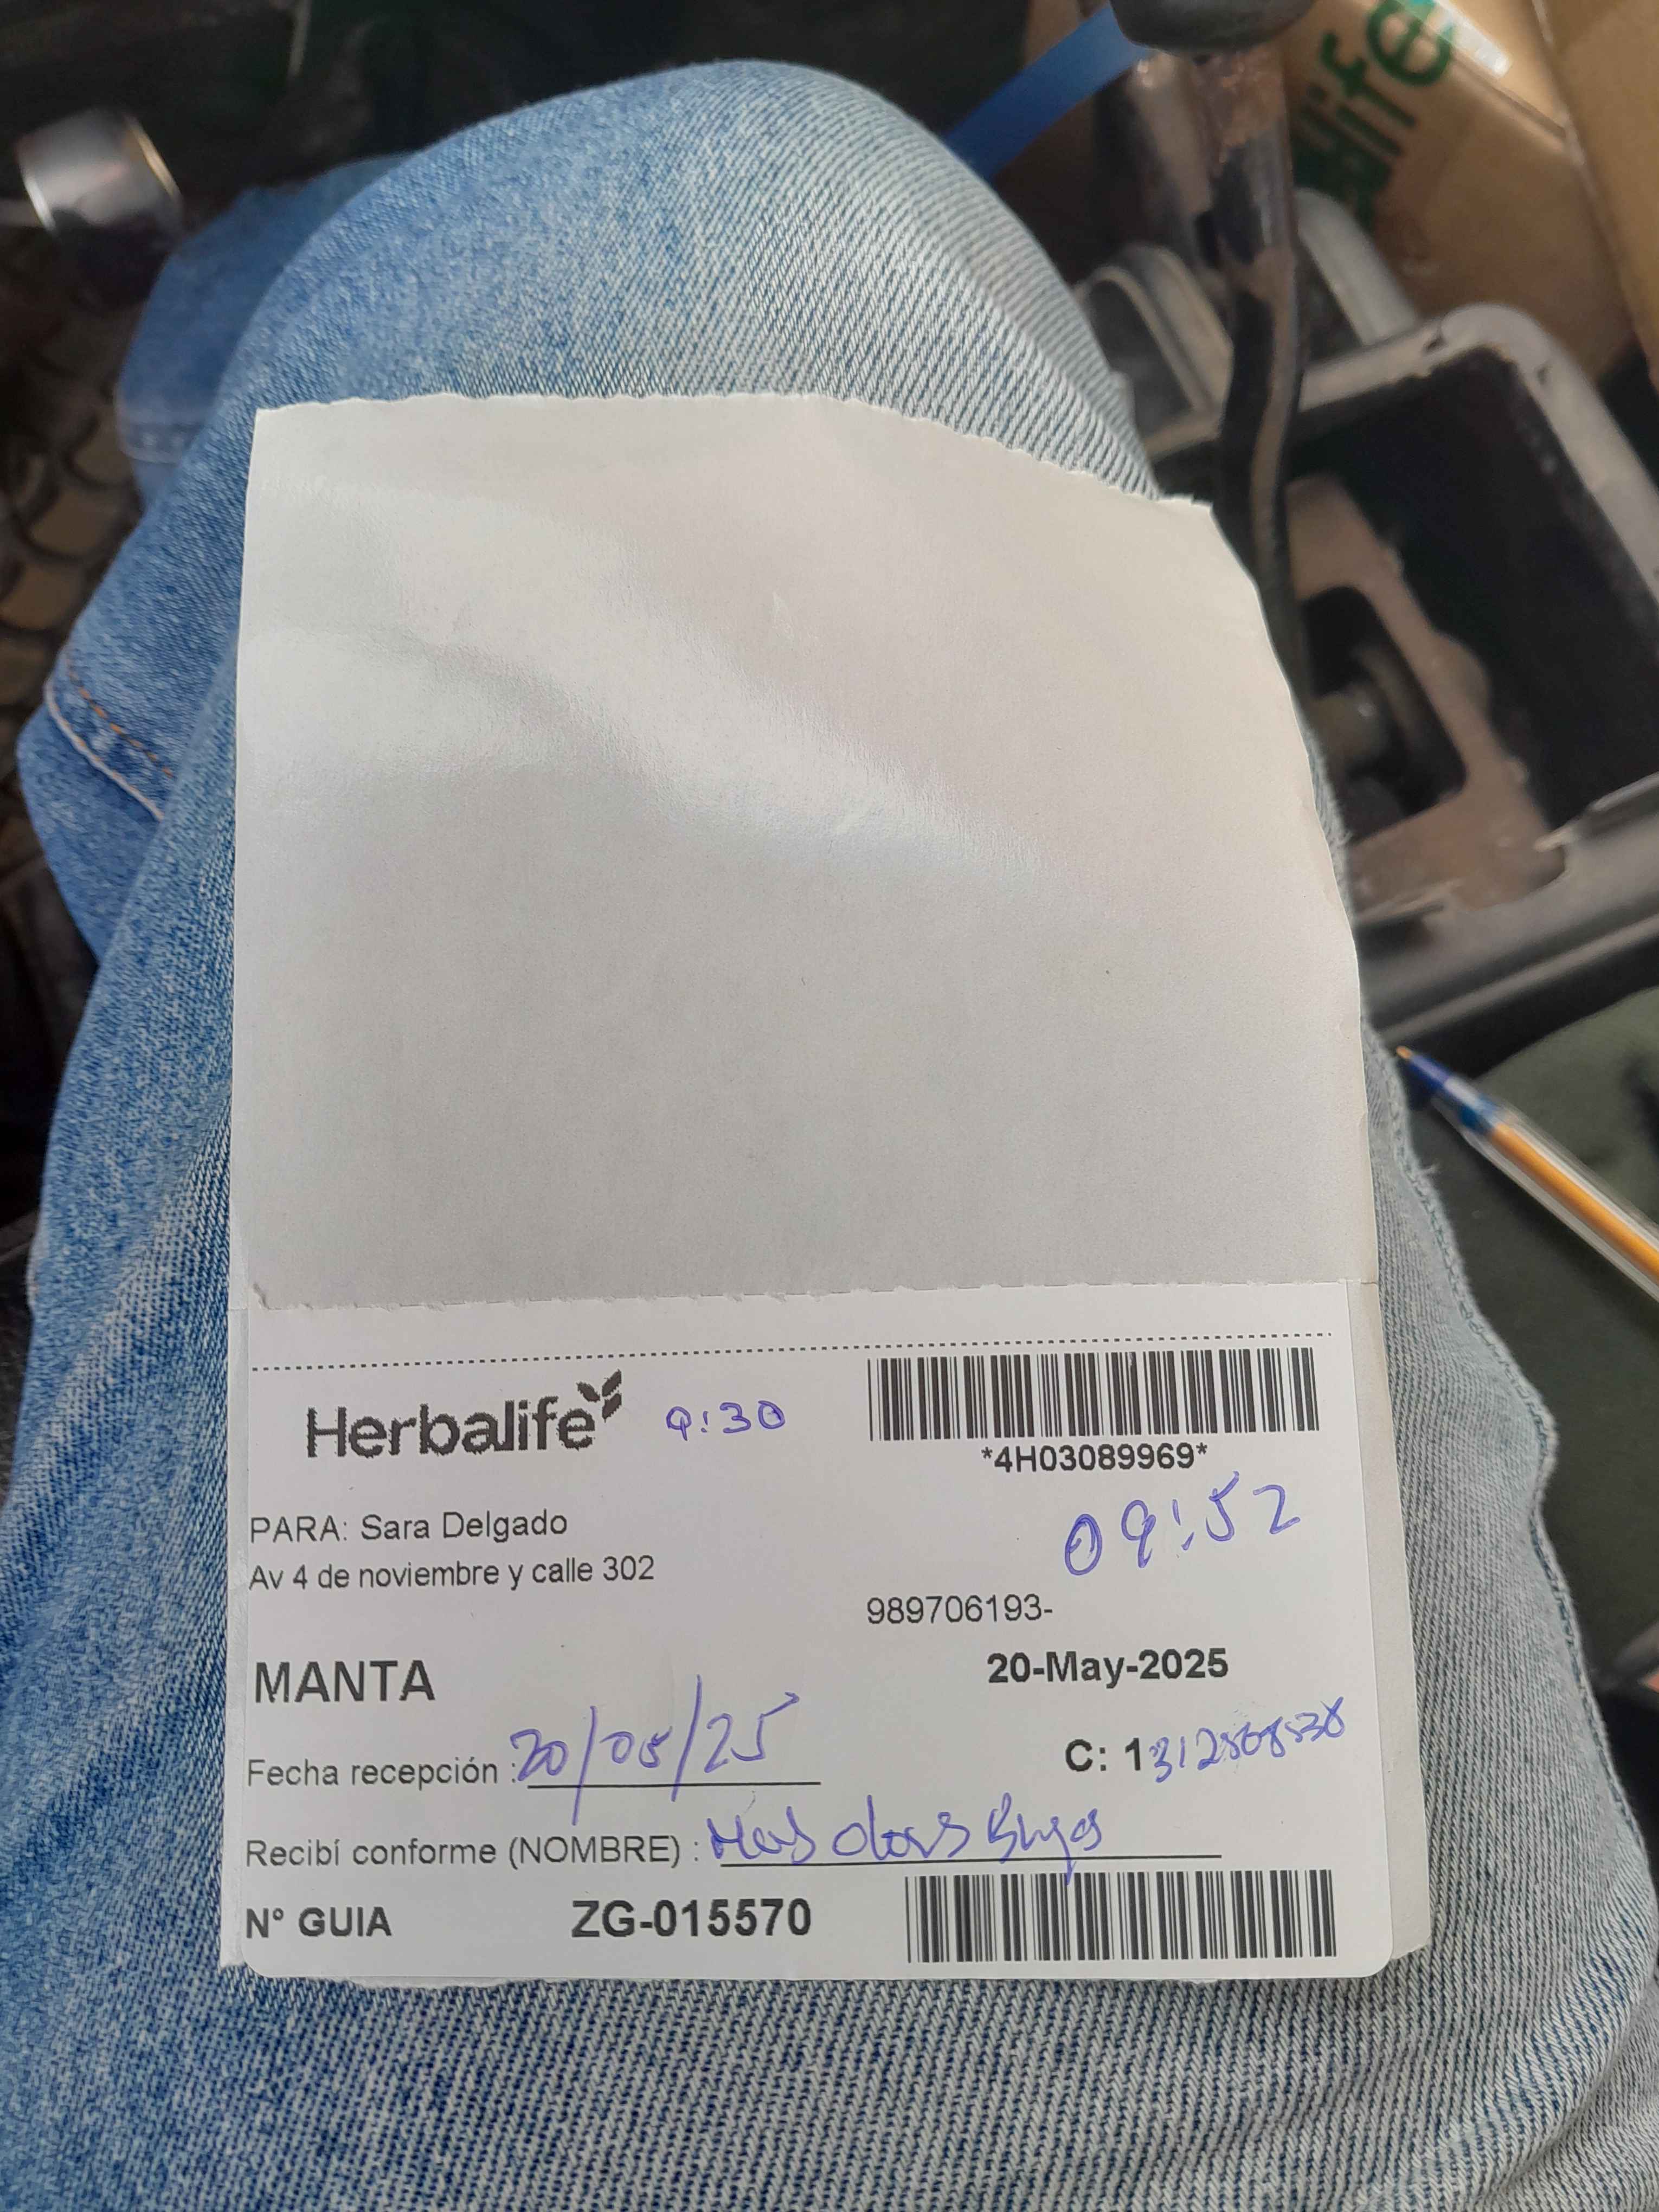 life
Herbalife 9:30
*4H03089969*
PARA: Sara Delgado
09:52
Av 4 de noviembre y calle 302
989706193-
MANTA
20-May-2025
Fecha recepción : 20/05/25
C: 1
Recibí conforme (NOMBRE) :
N° GUIA ZG-015570